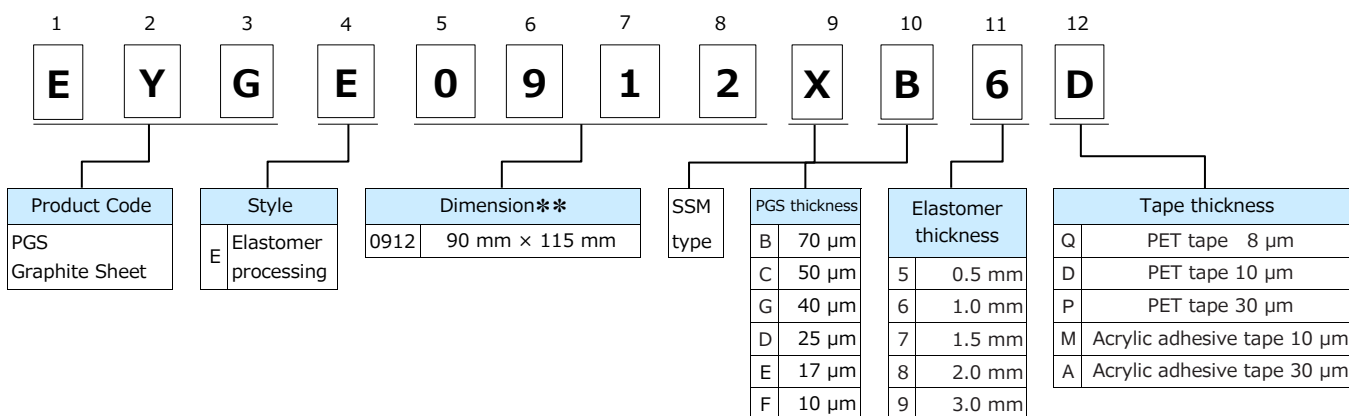 1 2 3 4 5 6 7 8 9 10 11 12
E Y G E 0 9 1 2 X B 6 D
Product Code
PGS
Graphite Sheet
Style
E Elastomer
processing
Dimension**
0912 90 mm × 115 mm
SSM
type
PGS thickness
B 70 µm
C 50 µm
G 40 µm
D 25 µm
E 17 µm
F 10 µm
Elastomer
thickness
5 0.5 mm
6 1.0 mm
7 1.5 mm
8 2.0 mm
9 3.0 mm
Tape thickness
Q PET tape 8 µm
D PET tape 10 µm
P PET tape 30 µm
M Acrylic adhesive tape 10 µm
A Acrylic adhesive tape 30 µm